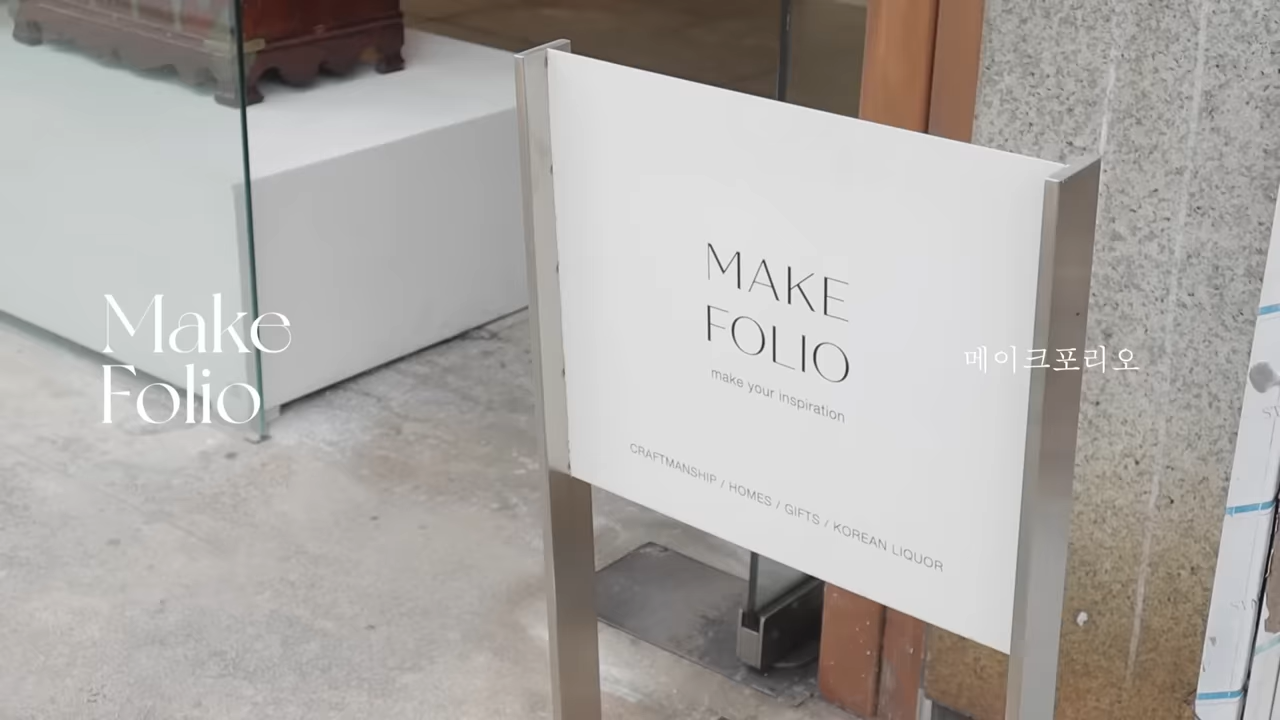 Make
Folio
MAKE
FOLIO
make your inspiration
CRAFTMANSHIP / HOMES / GIFTS / KOREAN LIQUOR
메이크포리오